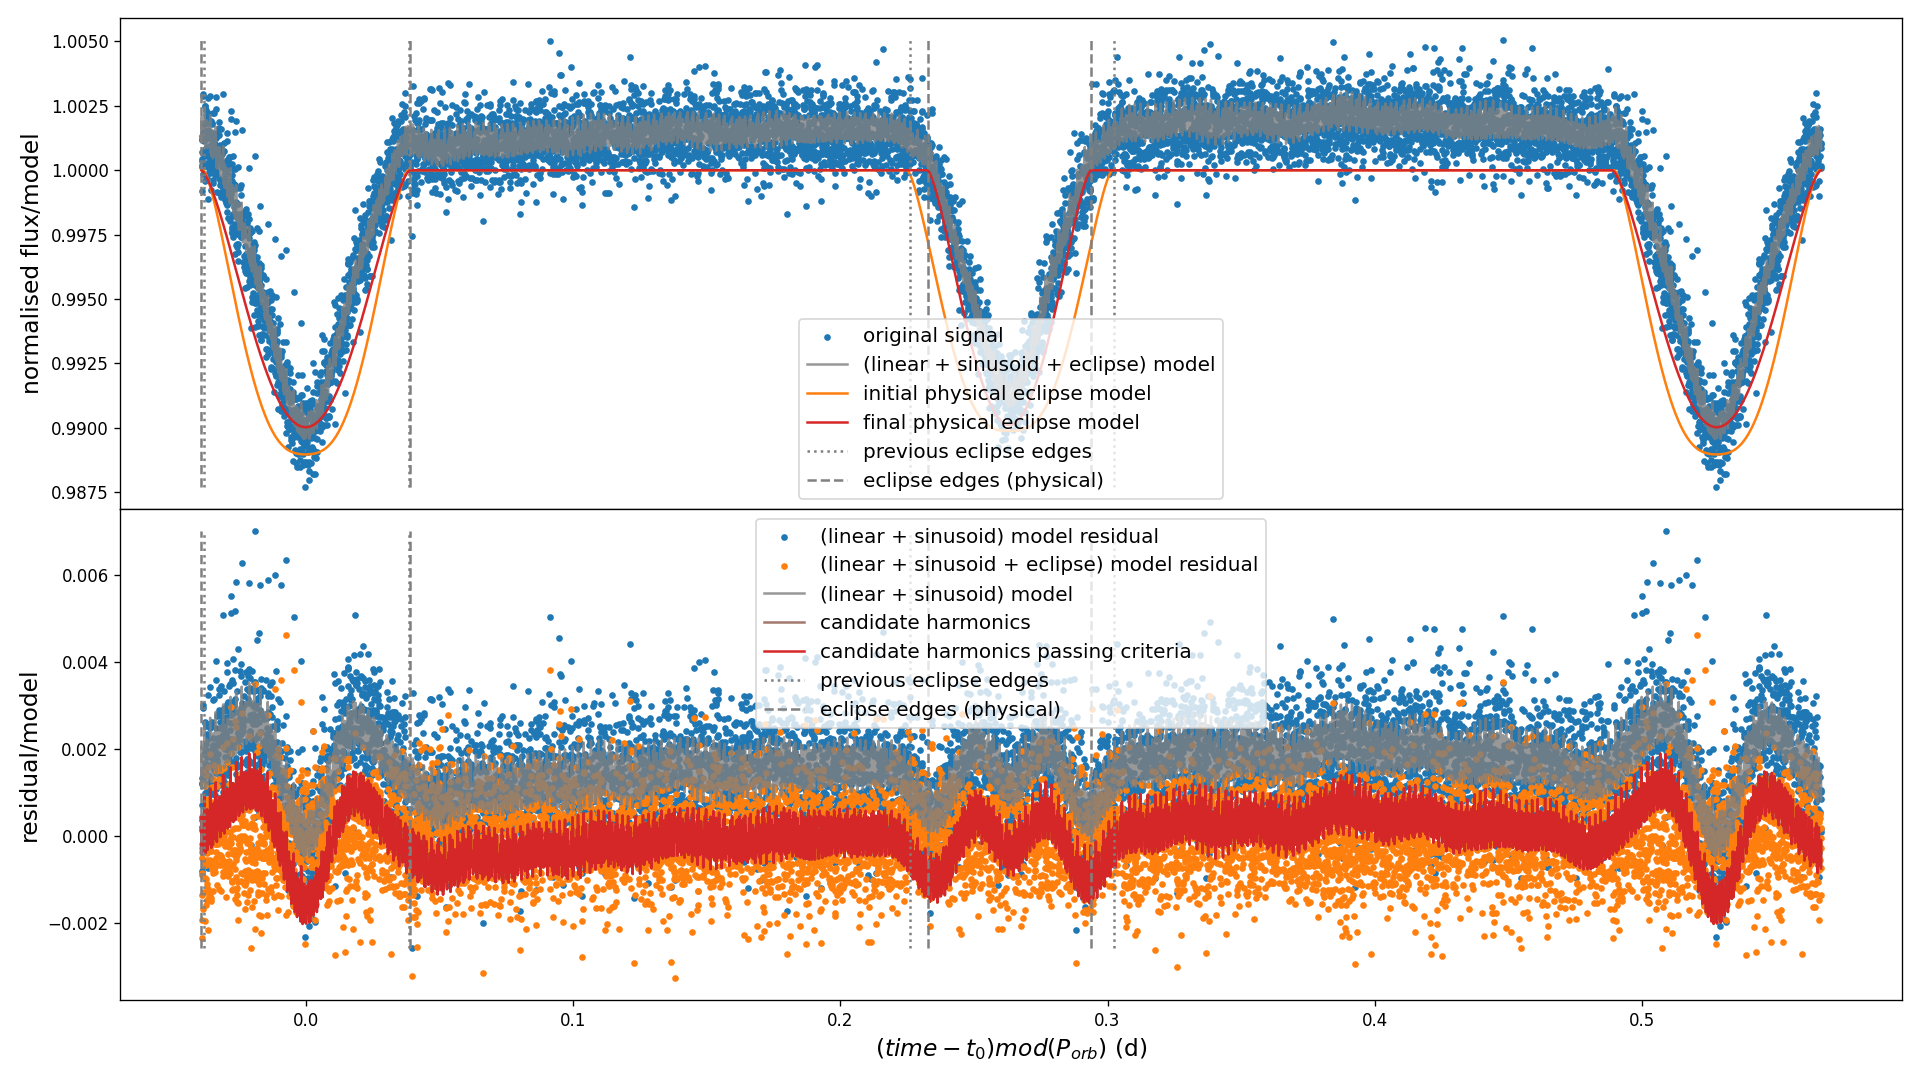 normalised flux/model
1.0050
1.0025
1.0000
0.9975
0.9950
0.9925
0.9900
0.9875
original signal
(linear + sinusoid + eclipse) model
initial physical eclipse model
final physical eclipse model
previous eclipse edges
eclipse edges (physical)
residual/model
0.006
0.004
0.002
0.000
−0.002
(linear + sinusoid) model residual
(linear + sinusoid + eclipse) model residual
(linear + sinusoid) model
candidate harmonics
candidate harmonics passing criteria
previous eclipse edges
eclipse edges (physical)
0.0 0.1 0.2 0.3 0.4 0.5
(time − t₀)mod(P_orb) (d)